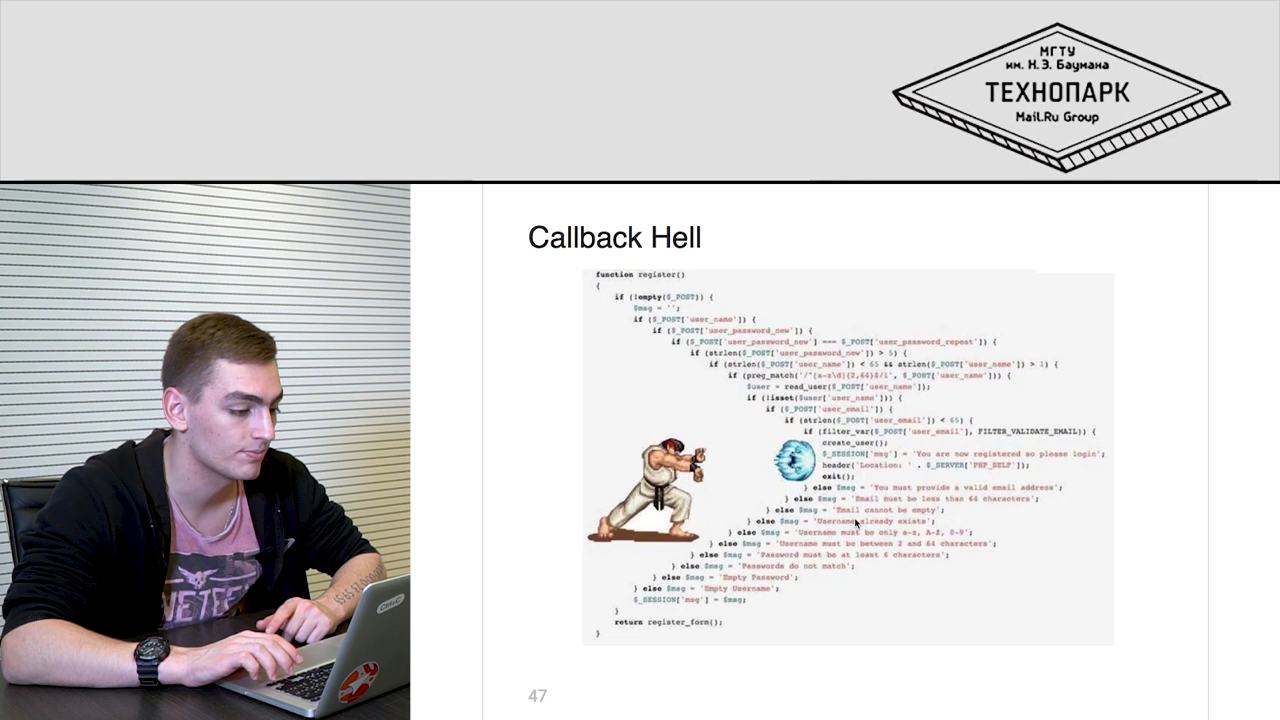 МГТУ
им. Н.Э. Баумана
ТЕХНОПАРК
Mail.Ru Group
Callback Hell
function register()
{
if (!empty($_POST)) {
$msg = '';
if ($_POST['user_name']) {
if ($_POST['user_password_new']) {
if ($_POST['user_password_new'] === $_POST['user_password_repeat']) {
if (strlen($_POST['user_password_new']) > 5) {
if (strlen($_POST['user_name']) < 65 && strlen($_POST['user_name']) > 1) {
if (preg_match('/^[a-z\d]{2,64}$/i', $_POST['user_name'])) {
$user = read_user($_POST['user_name']);
if (!isset($user['user_name'])) {
if ($_POST['user_email']) {
if (strlen($_POST['user_email']) < 65) {
if (filter_var($_POST['user_email'], FILTER_VALIDATE_EMAIL)) {
create_user();
$_SESSION['msg'] = 'You are now registered so please login';
header('Location: ' . $_SERVER['PHP_SELF']);
exit();
} else $msg = 'You must provide a valid email address';
} else $msg = 'Email must be less than 64 characters';
} else $msg = 'Email cannot be empty';
} else $msg = 'Username already exists';
} else $msg = 'Username must be only a-z, A-Z, 0-9';
} else $msg = 'Username must be between 2 and 64 characters';
} else $msg = 'Password must be at least 6 characters';
} else $msg = 'Passwords do not match';
} else $msg = 'Empty Password';
} else $msg = 'Empty Username';
$_SESSION['msg'] = $msg;
}
return register_form();
}
47